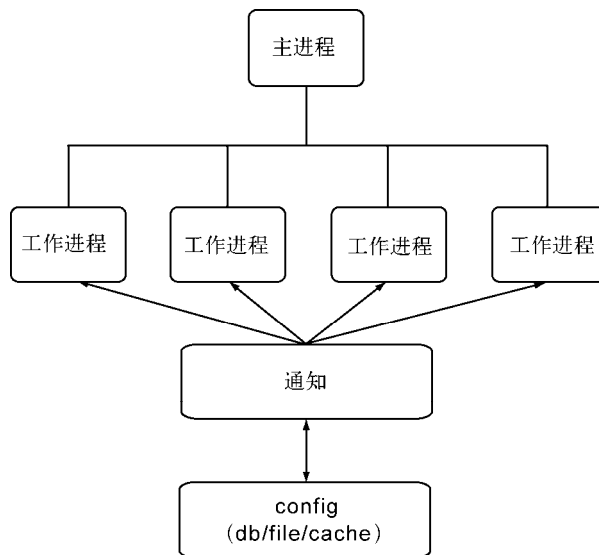 主进程
工作进程
工作进程
工作进程
工作进程
通知
config
（db/file/cache）